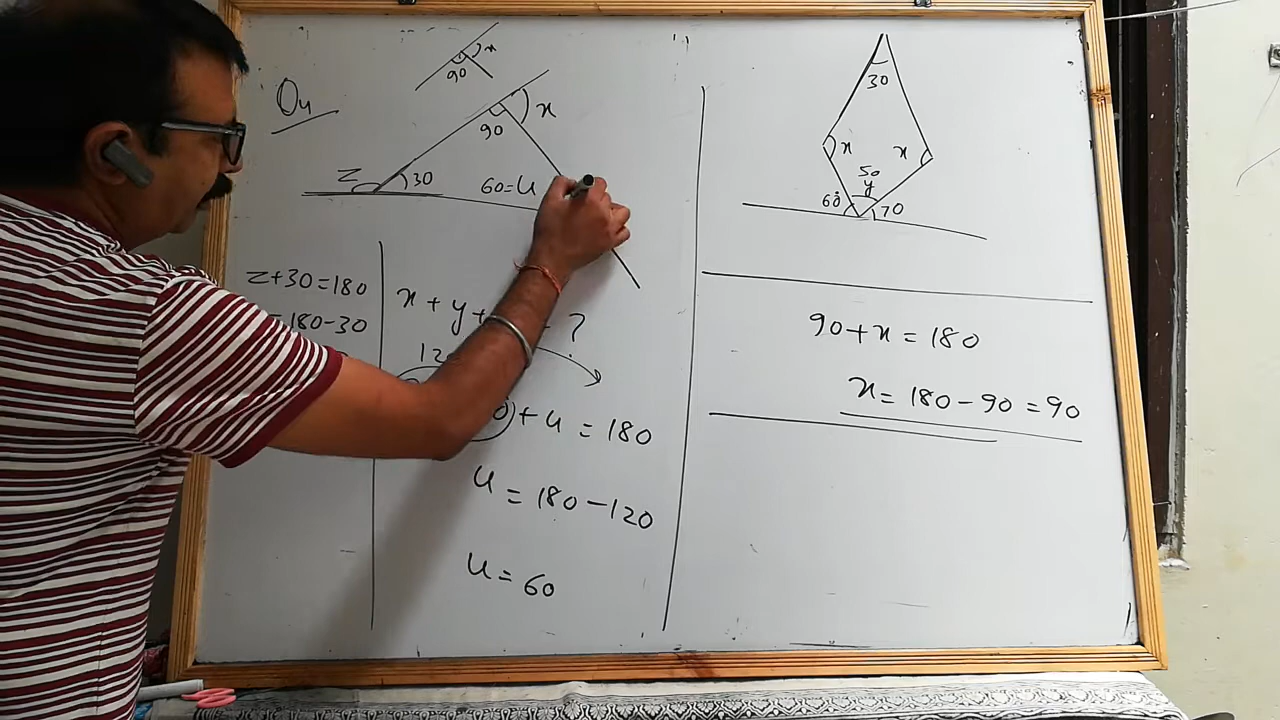 Qu
90
x
90
x
z
30
60=u
z+30=180
180-30
x + y +
?
12
+ u = 180
u = 180-120
u = 60
30
x
x
50
y
60
70
90+x = 180
x = 180-90 = 90